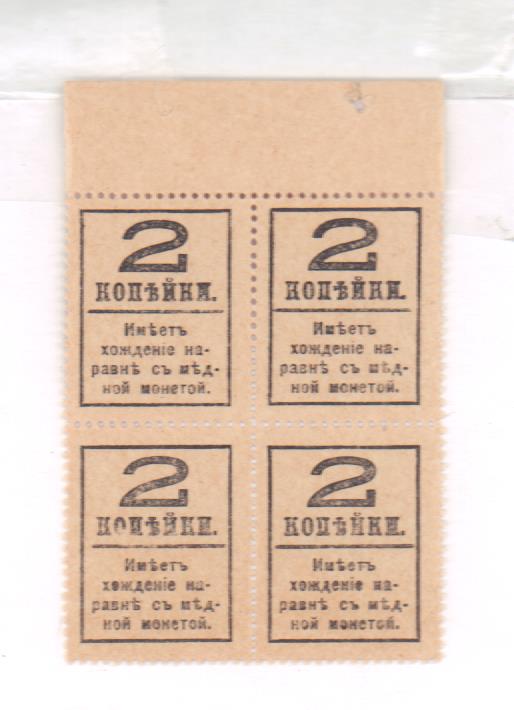 2
КОПѢЙКИ.
Имѣетъ
хожденіе на-
равнѣ съ мѣд-
ной монетой.
2
КОПѢЙКИ.
Имѣетъ
хожденіе на-
равнѣ съ мѣд-
ной монетой.
2
КОПѢЙКИ.
Имѣетъ
хожденіе на-
равнѣ съ мѣд-
ной монетой.
2
КОПѢЙКИ.
Имѣетъ
хожденіе на-
равнѣ съ мѣд-
ной монетой.